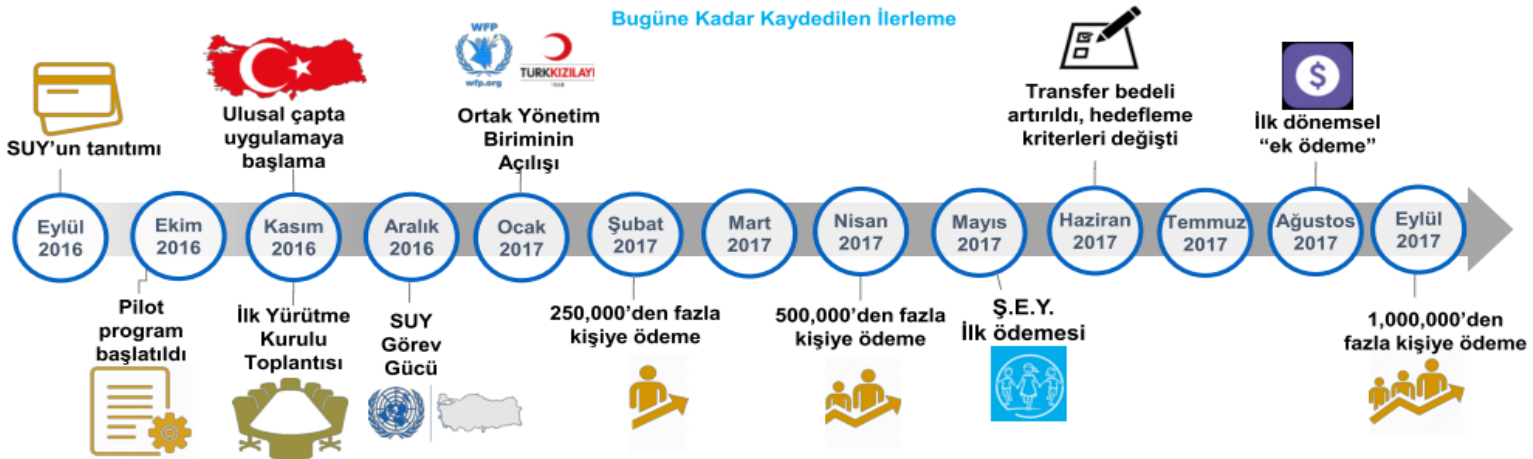 Bugüne Kadar Kaydedilen İlerleme
SUY’un tanıtımı
Ulusal çapta
uygulamaya
başlama
WFP
wfp.org
TURKKIZILAYI
Ortak Yönetim
Biriminin
Açılışı
Transfer bedeli
artırıldı, hedefleme
kriterleri değişti
$
İlk dönemsel
“ek ödeme”
Eylül
2016
Ekim
2016
Kasım
2016
Aralık
2016
Ocak
2017
Şubat
2017
Mart
2017
Nisan
2017
Mayıs
2017
Haziran
2017
Temmuz
2017
Ağustos
2017
Eylül
2017
Pilot
program
başlatıldı
İlk Yürütme
Kurulu
Toplantısı
SUY
Görev
Gücü
250,000’den fazla
kişiye ödeme
500,000’den fazla
kişiye ödeme
Ş.E.Y.
İlk ödemesi
1,000,000’den
fazla kişiye ödeme